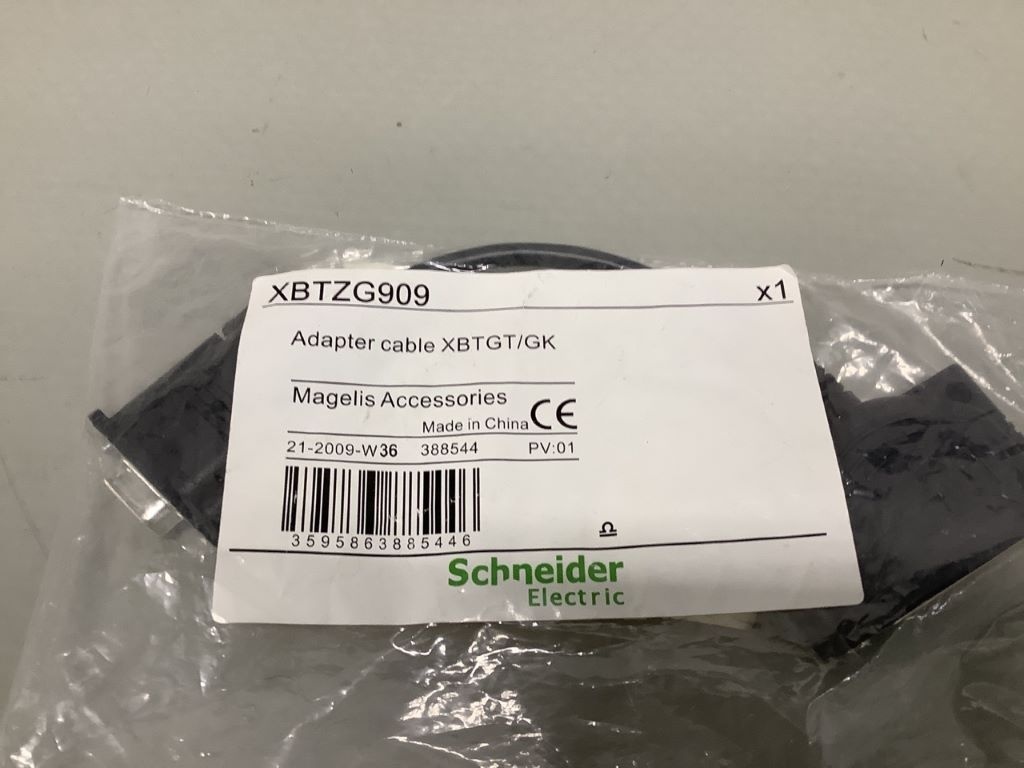 XBTZG909 x1
Adapter cable XBTGT/GK
Magelis Accessories
Made in China CE
21-2009-W36 388544 PV:01
3595863885446
Schneider
Electric